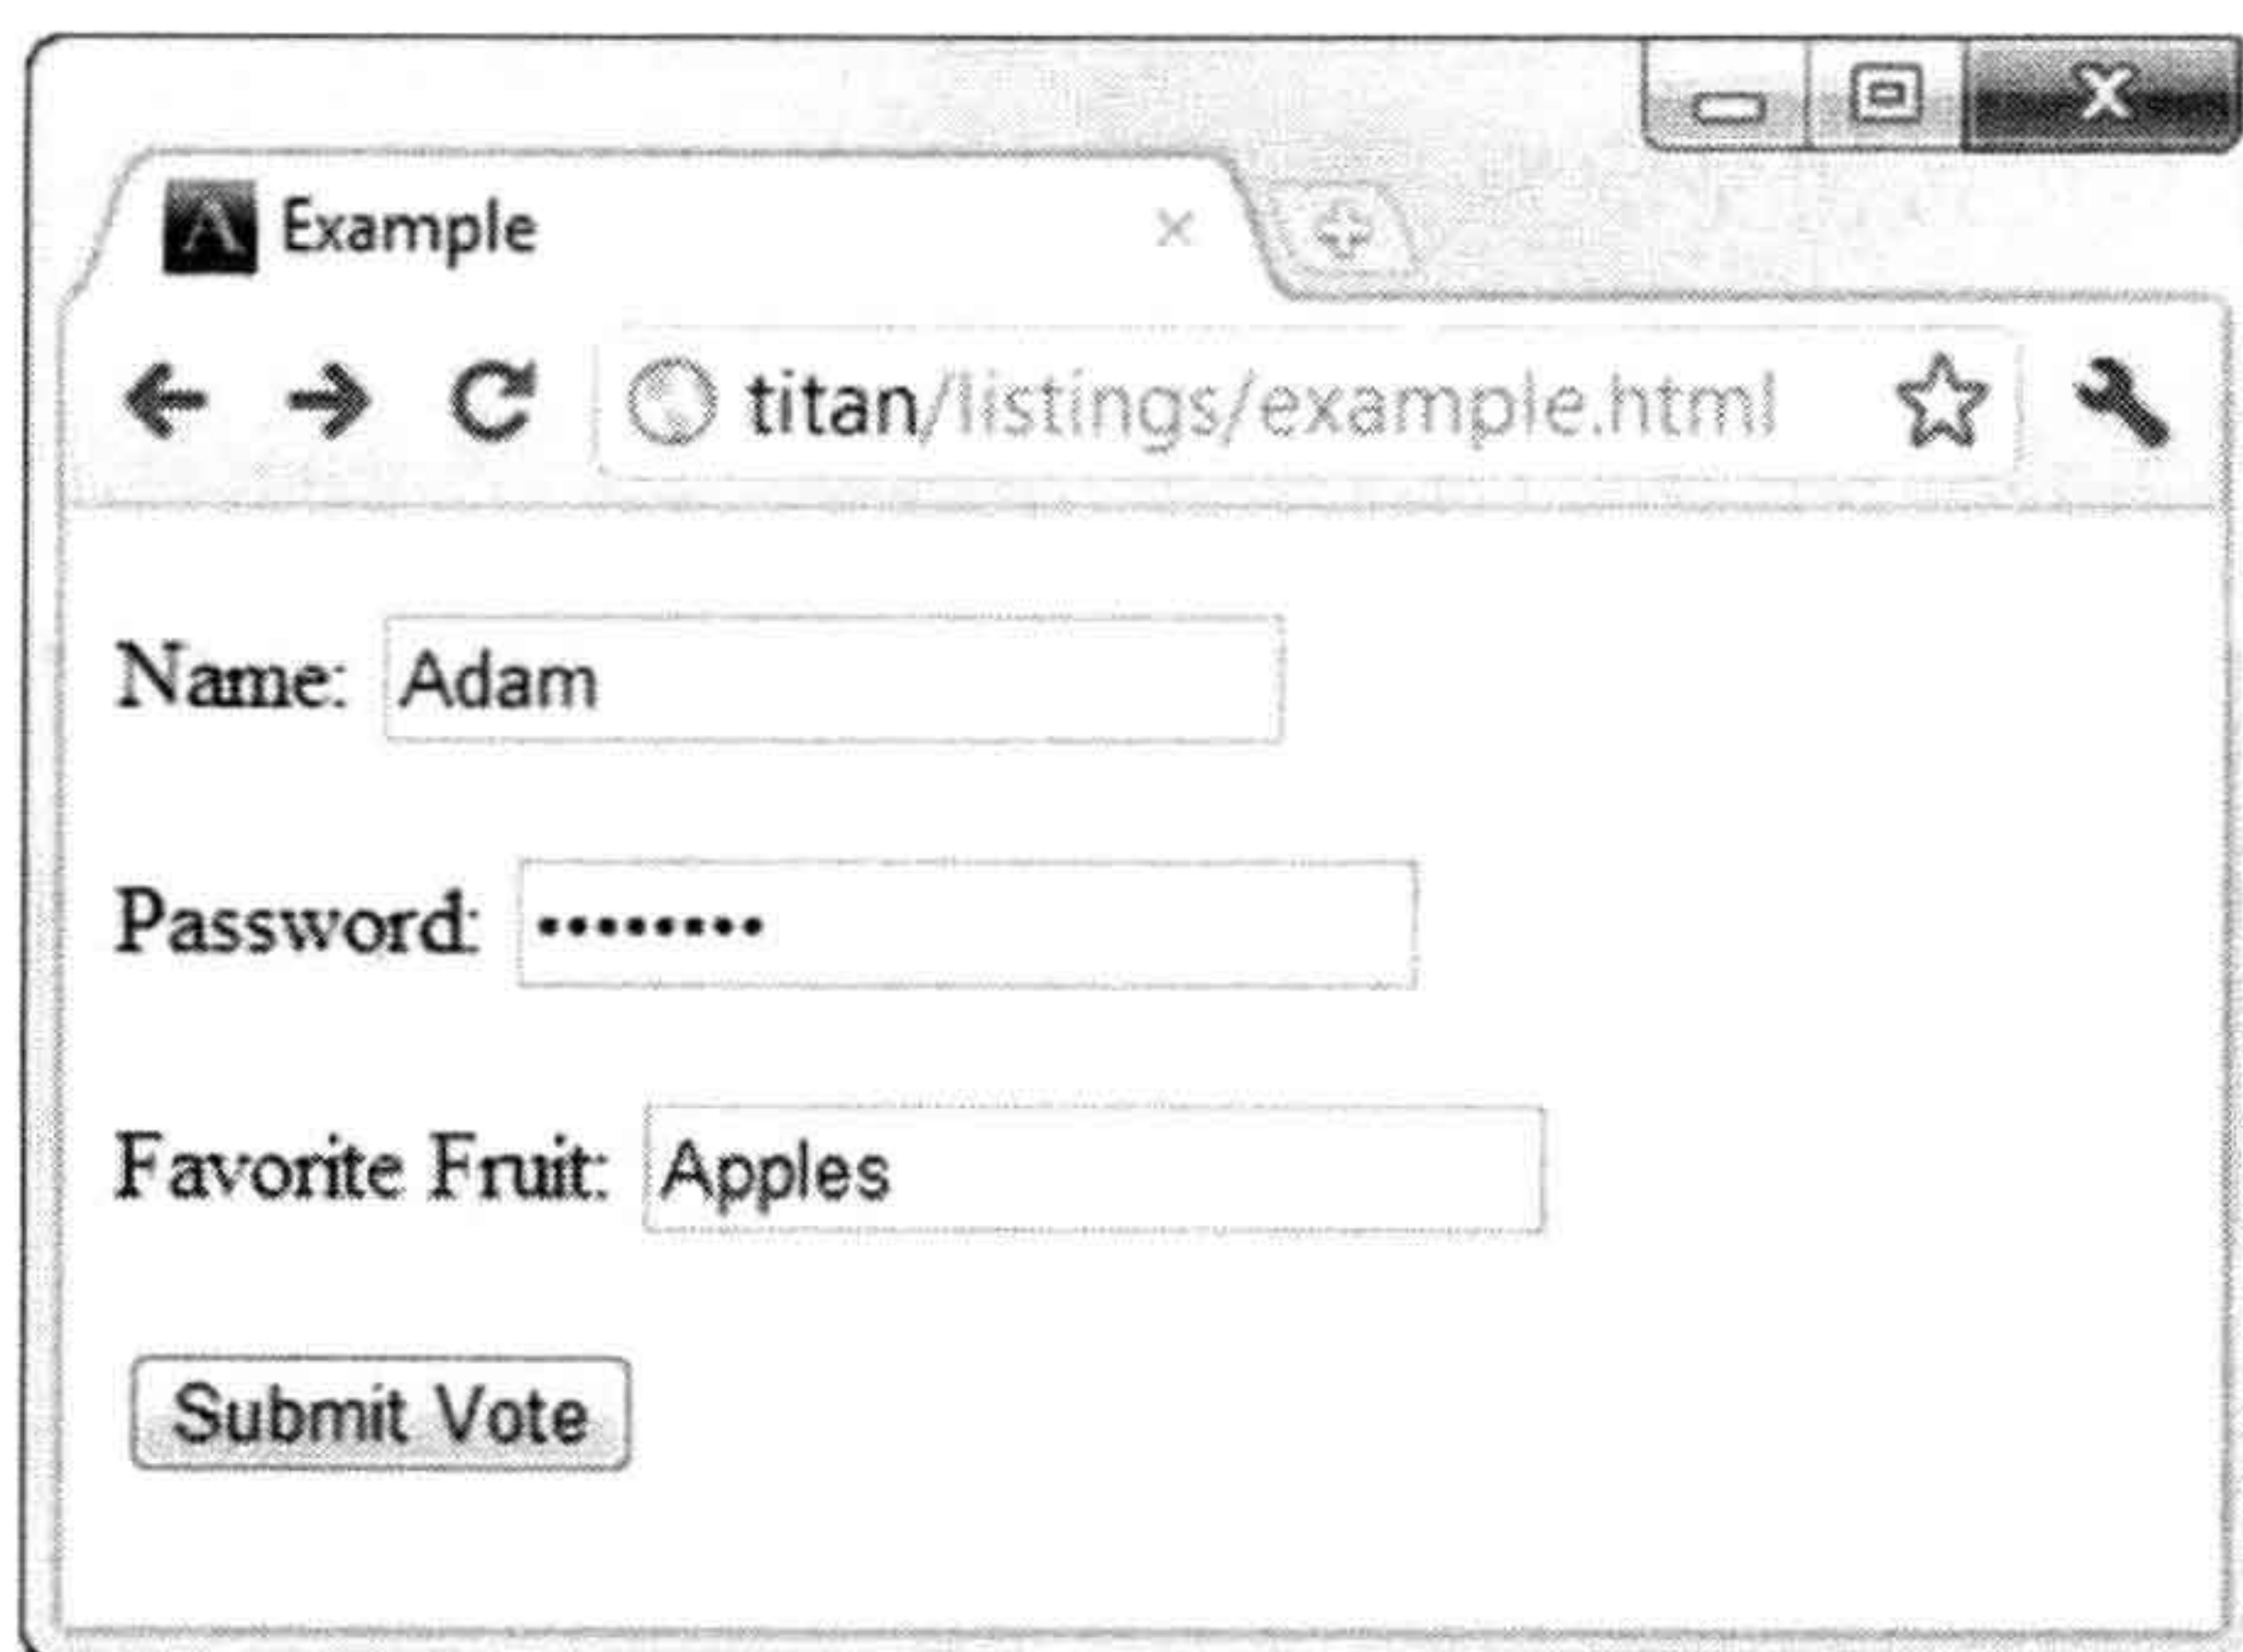 Example
titan/listings/example.html
Name: Adam
Password: ••••••••
Favorite Fruit: Apples
Submit Vote